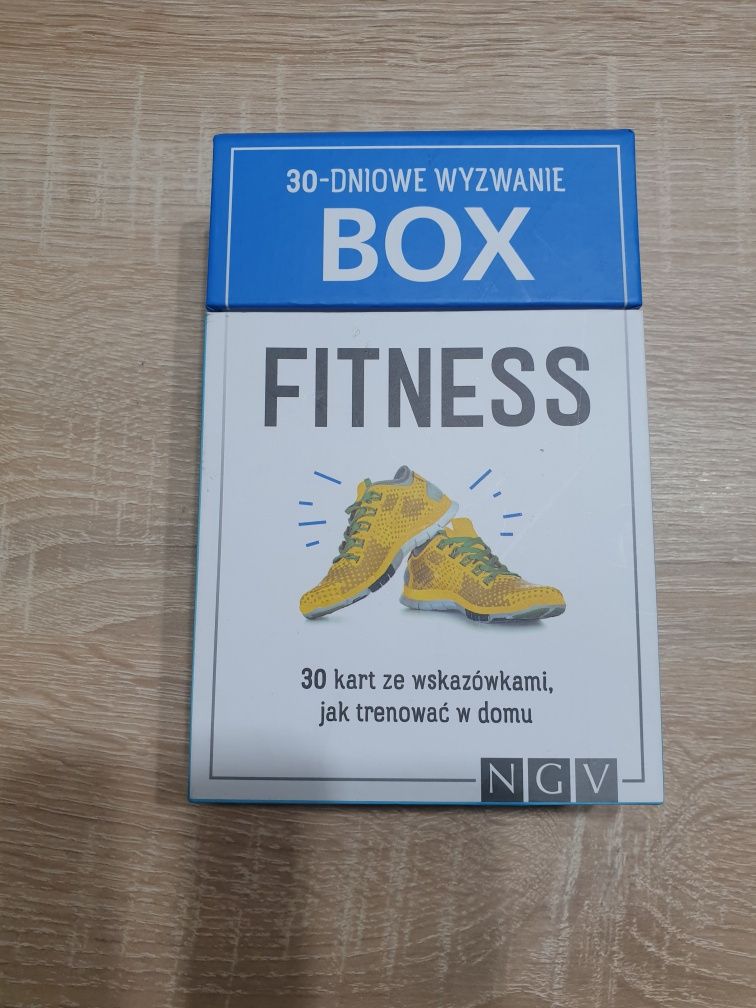 30-DNIOWE WYZWANIE
BOX
FITNESS
30 kart ze wskazówkami,
jak trenować w domu
NGV